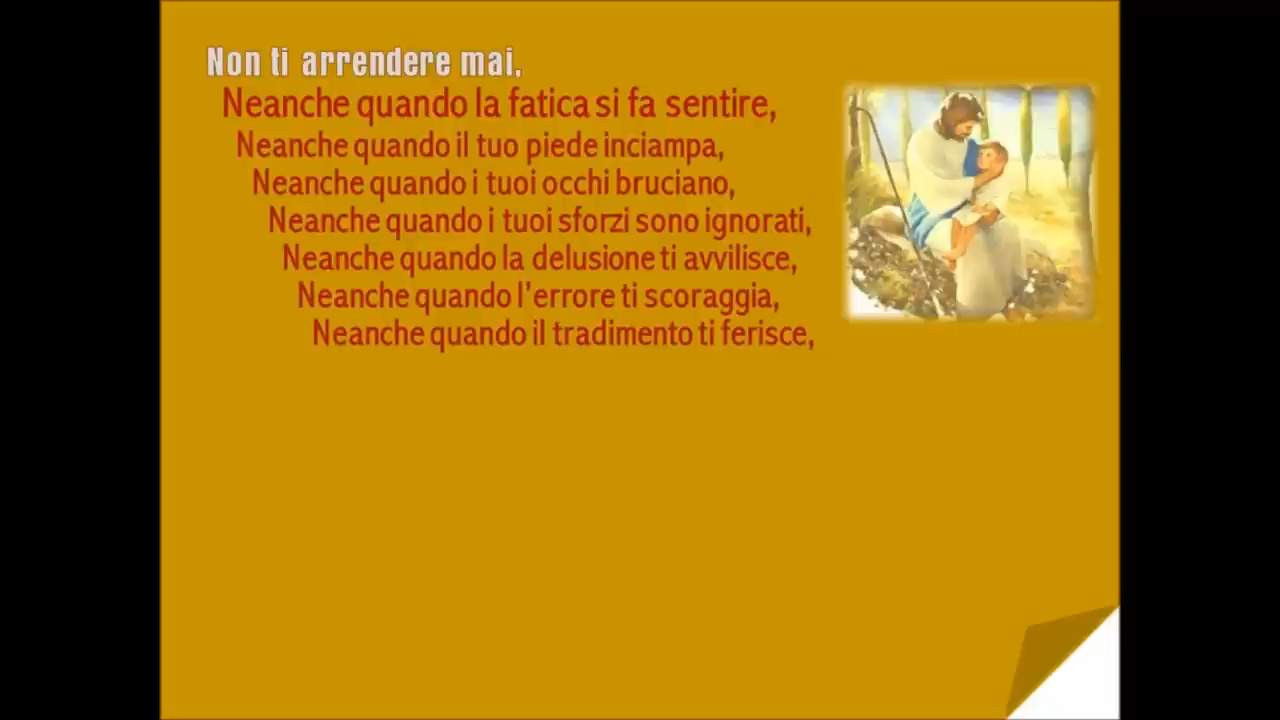 Non ti arrendere mai,
Neanche quando la fatica si fa sentire,
Neanche quando il tuo piede inciampa,
Neanche quando i tuoi occhi bruciano,
Neanche quando i tuoi sforzi sono ignorati,
Neanche quando la delusione ti avvilisce,
Neanche quando l'errore ti scoraggia,
Neanche quando il tradimento ti ferisce,